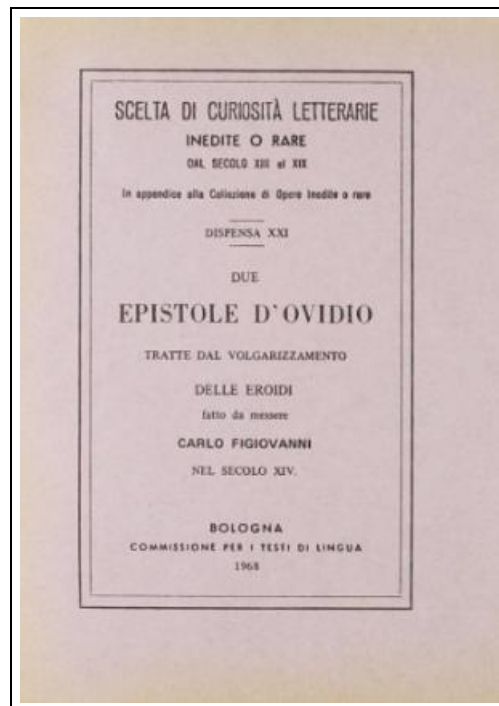 SCELTA DI CURIOSITÀ LETTERARIE
INEDITE O RARE
DAL SECOLO XIII al XIX
In appendice alla Collezione di Opere inedite o rare
DISPENSA XXI
DUE
EPISTOLE D'OVIDIO
TRATTE DAL VOLGARIZZAMENTO
DELLE EROIDI
fatto da messere
CARLO FIGIOVANNI
NEL SECOLO XIV.
BOLOGNA
COMMISSIONE PER I TESTI DI LINGUA
1968